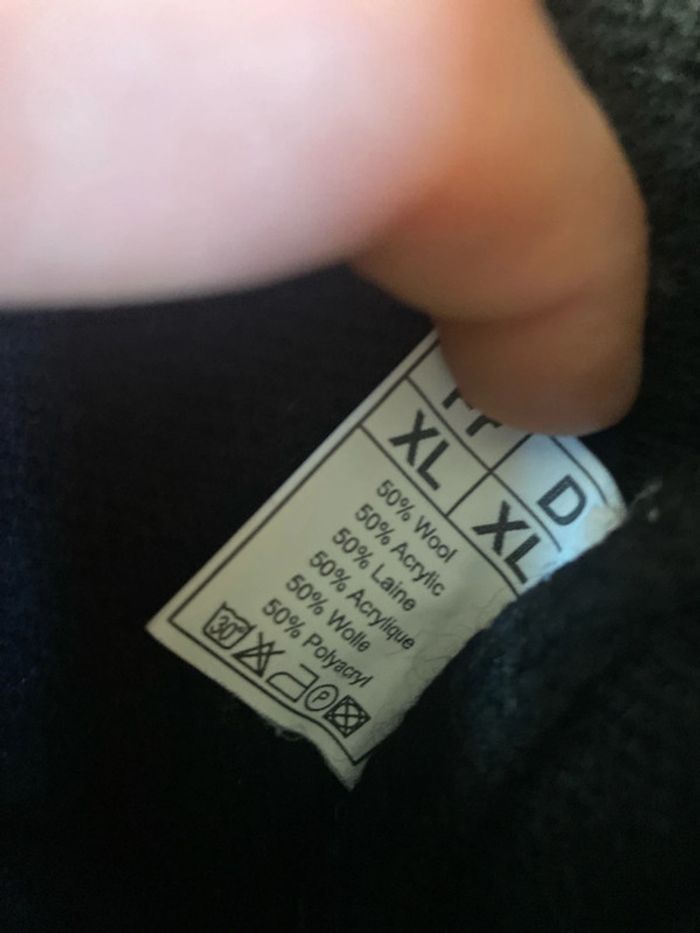 D
XL XL
50% Wool
50% Acrylic
50% Laine
50% Acrylique
50% Wolle
50% Polyacryl
30° P